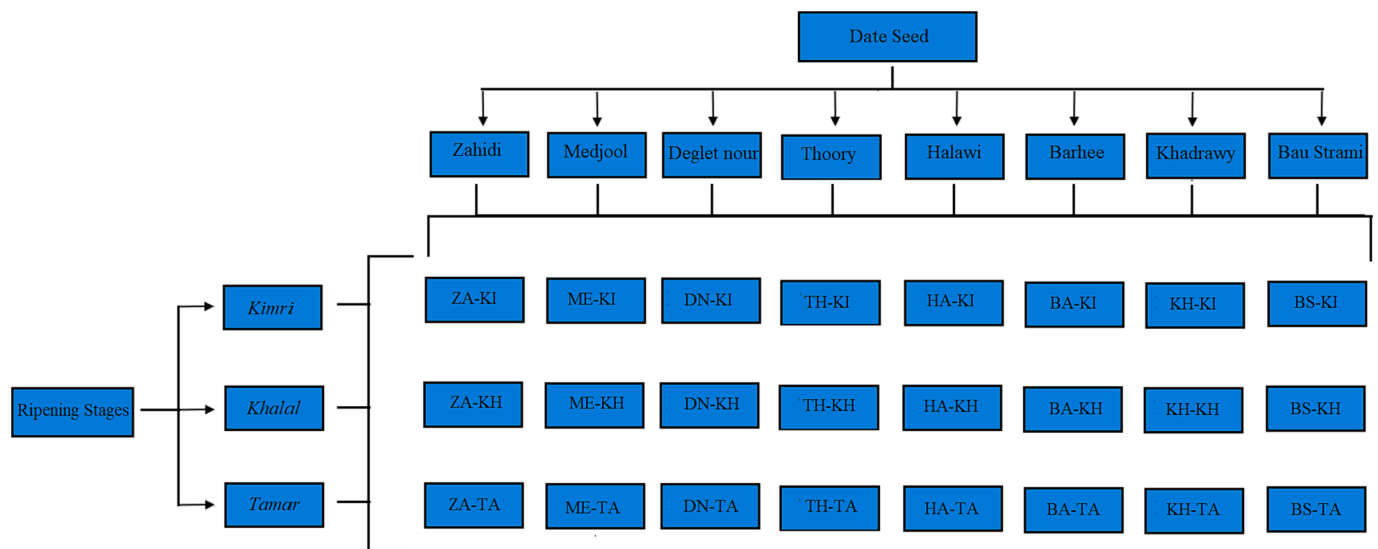 Date Seed
Zahidi
Medjool
Deglet nour
Thoory
Halawi
Barhee
Khadrawy
Bau Strami
Kimri
ZA-KI
ME-KI
DN-KI
TH-KI
HA-KI
BA-KI
KH-KI
BS-KI
Ripening Stages
Khalal
ZA-KH
ME-KH
DN-KH
TH-KH
HA-KH
BA-KH
KH-KH
BS-KH
Tamar
ZA-TA
ME-TA
DN-TA
TH-TA
HA-TA
BA-TA
KH-TA
BS-TA